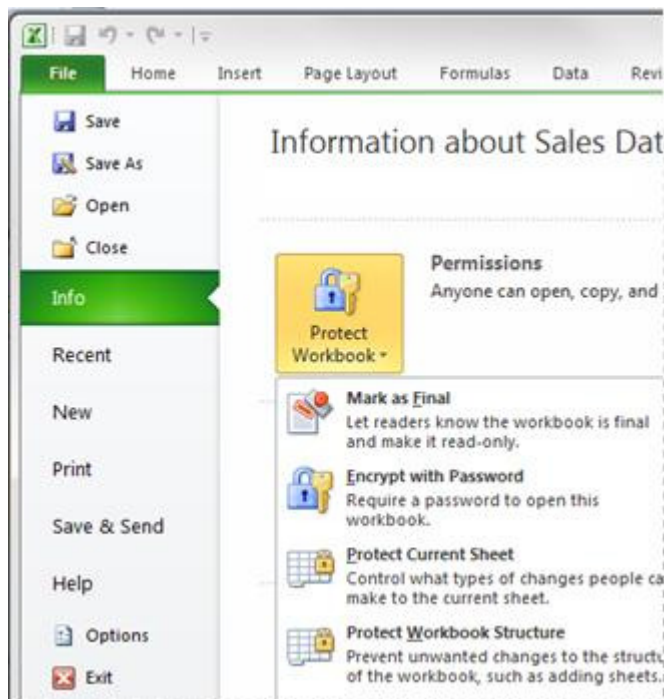 File Home Insert Page Layout Formulas Data Revi
Save
Save As
Open
Close
Info
Recent
New
Print
Save & Send
Help
Options
Exit
Information about Sales Dat
Permissions
Anyone can open, copy, and
Protect
Workbook
Mark as Final
Let readers know the workbook is final
and make it read-only.
Encrypt with Password
Require a password to open this
workbook.
Protect Current Sheet
Control what types of changes people ca
make to the current sheet.
Protect Workbook Structure
Prevent unwanted changes to the structu
of the workbook, such as adding sheets.